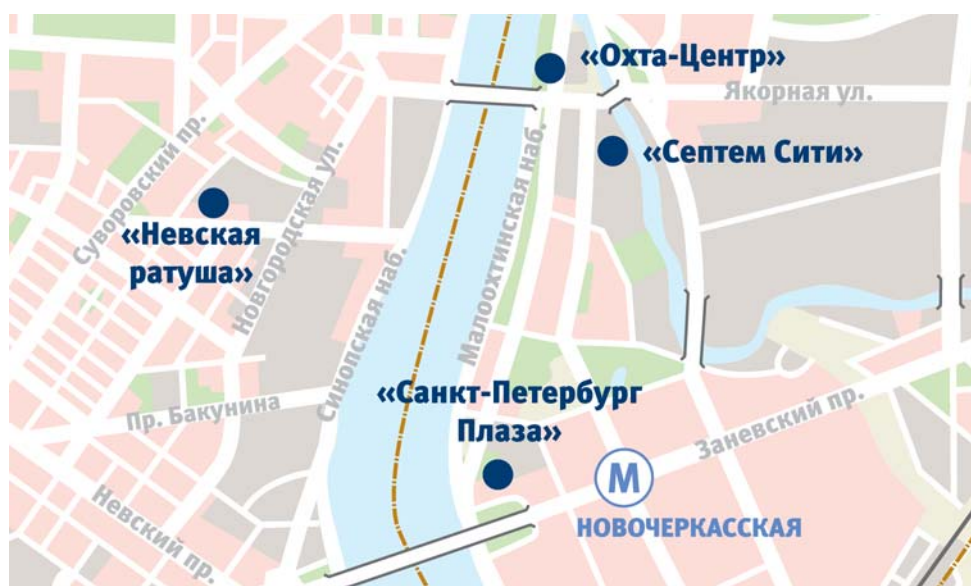 «Охта-Центр»
Якорная ул.
«Септем Сити»
Суворовский пр.
Новгородская ул.
Малоохтинская наб.
«Невская
ратуша»
Синопская наб.
«Санкт-Петербург
Плаза»
Пр. Бакунина
Заневский пр.
М
НОВОЧЕРКАССКАЯ
Невский пр.